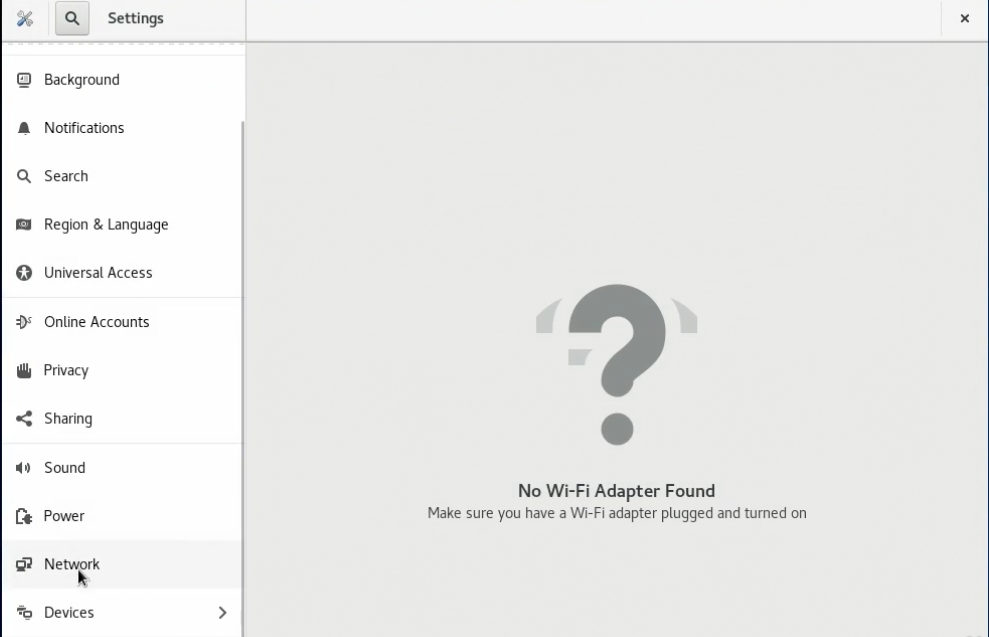 Settings
Background
Notifications
Search
Region & Language
Universal Access
Online Accounts
Privacy
Sharing
Sound
Power
Network
Devices
No Wi-Fi Adapter Found
Make sure you have a Wi-Fi adapter plugged and turned on